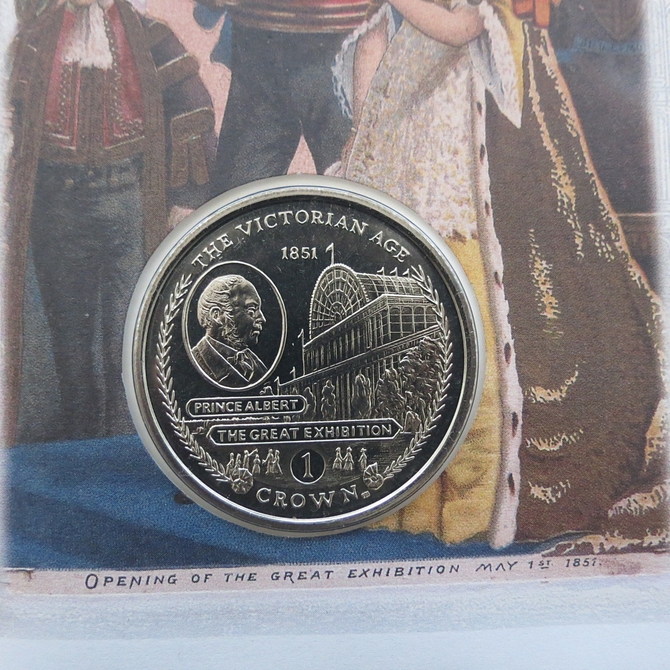 THE VICTORIAN AGE
1851
PRINCE ALBERT
THE GREAT EXHIBITION
1
CROWN
OPENING OF THE GREAT EXHIBITION MAY 1ST 1851.